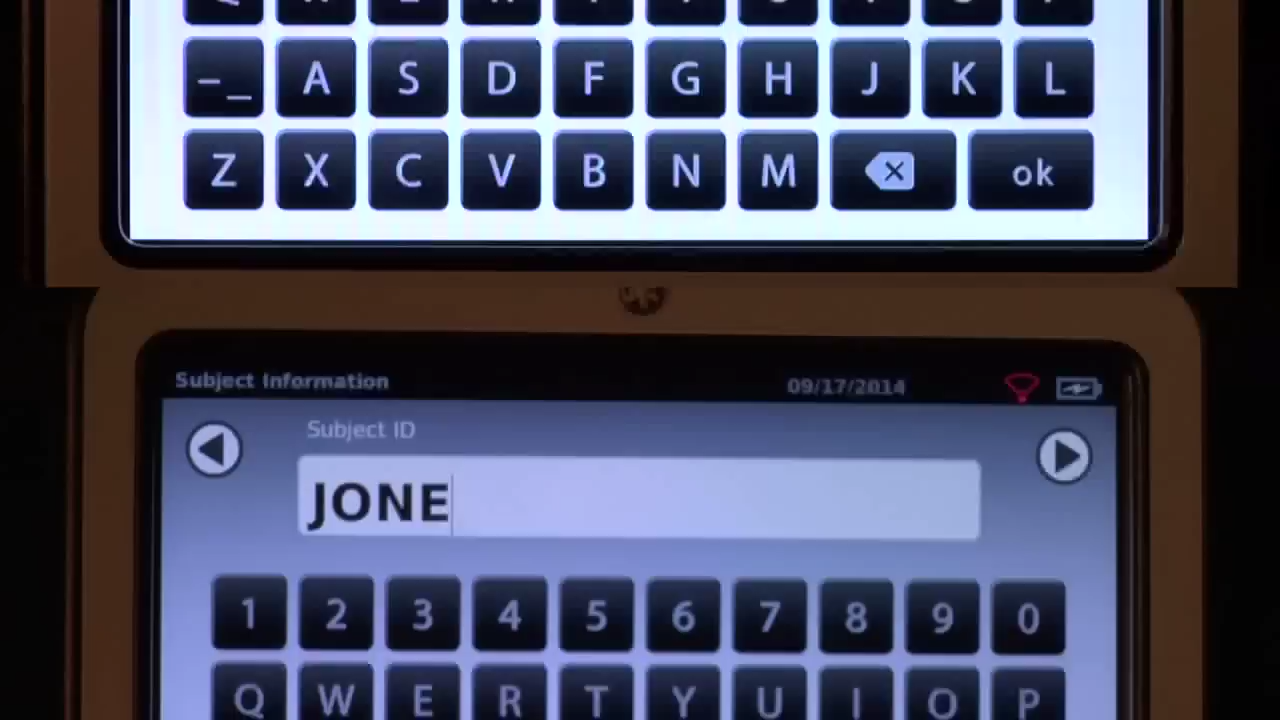 – _ A S D F G H J K L
Z X C V B N M ok
Subject Information 09/17/2014
Subject ID
JONE
1 2 3 4 5 6 7 8 9 0
Q W E R T Y U I O P